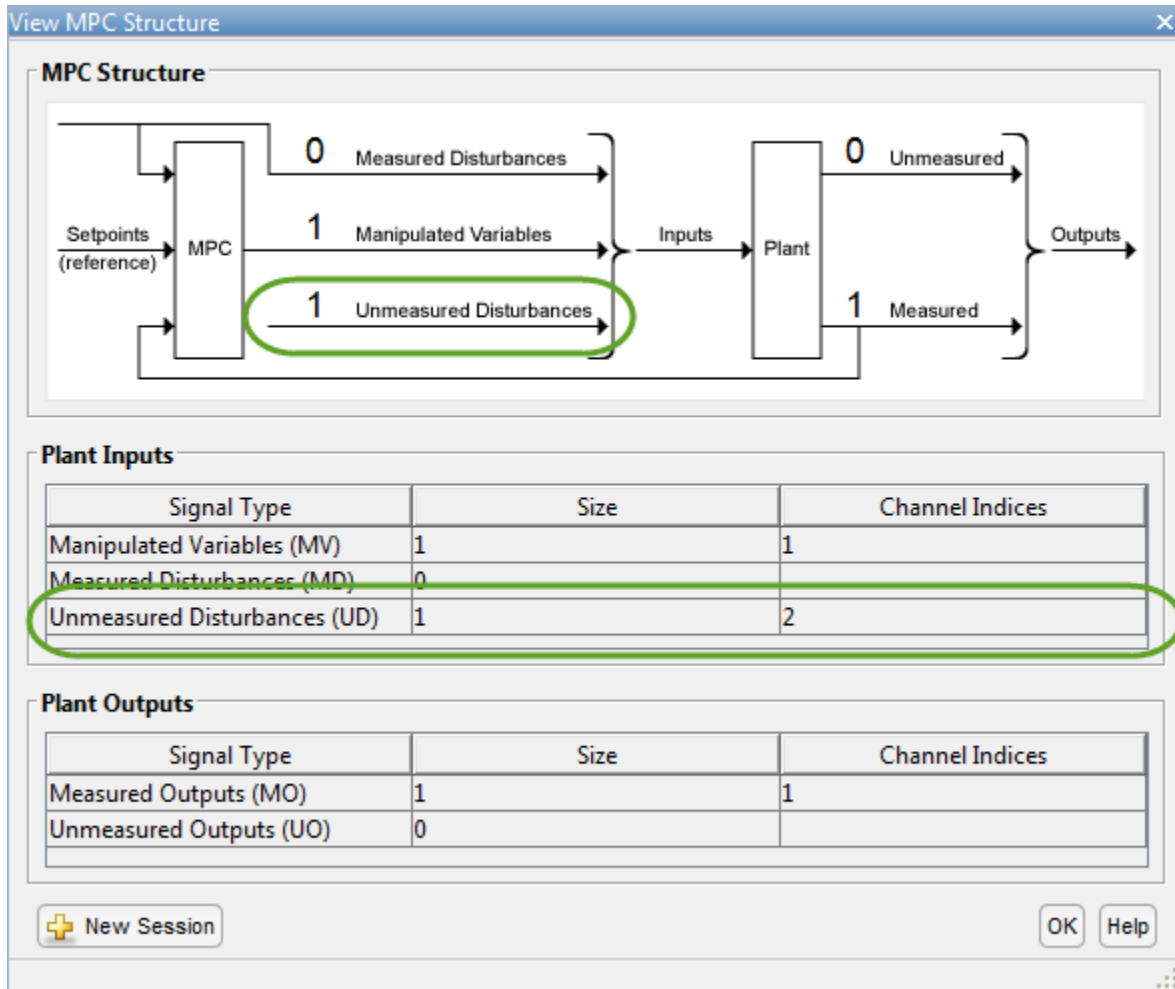 View MPC Structure
MPC Structure
0 Measured Disturbances
0 Unmeasured
Setpoints
(reference)
MPC
1 Manipulated Variables
Inputs
Plant
Outputs
1 Unmeasured Disturbances
1 Measured
Plant Inputs
Signal Type Size Channel Indices
Manipulated Variables (MV) 1 1
Measured Disturbances (MD) 0
Unmeasured Disturbances (UD) 1 2
Plant Outputs
Signal Type Size Channel Indices
Measured Outputs (MO) 1 1
Unmeasured Outputs (UO) 0
New Session OK Help